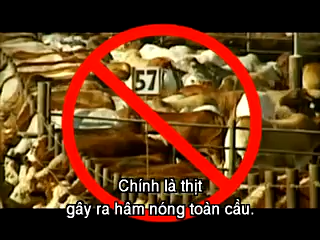 57
Chính là thịt
gây ra hâm nóng toàn cầu.